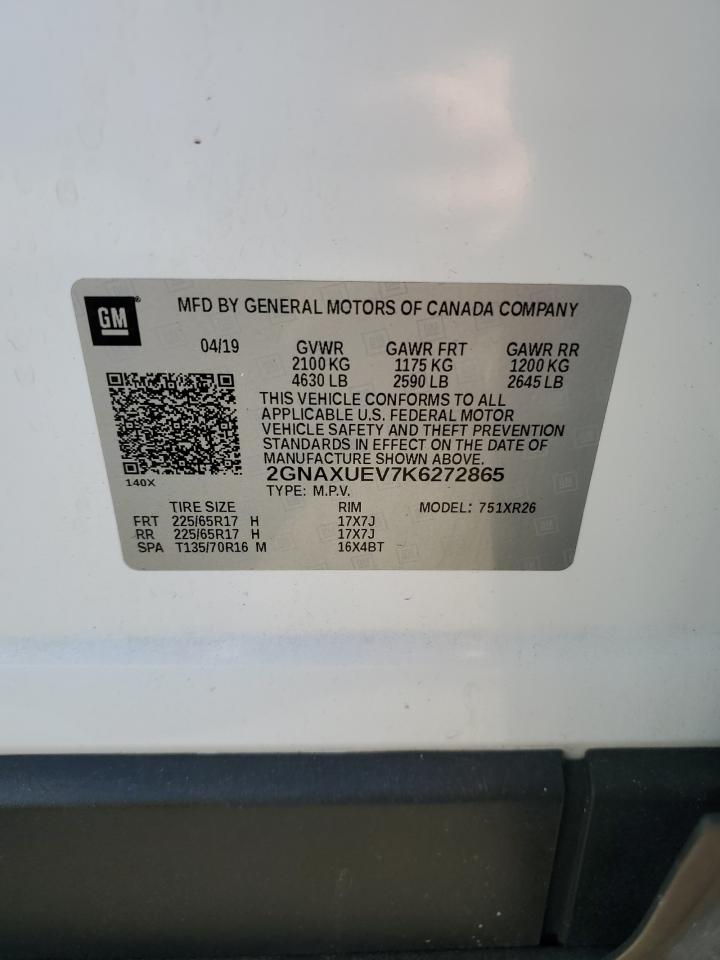 GM ®
MFD BY GENERAL MOTORS OF CANADA COMPANY
04/19 GVWR GAWR FRT GAWR RR
2100 KG 1175 KG 1200 KG
4630 LB 2590 LB 2645 LB
THIS VEHICLE CONFORMS TO ALL
APPLICABLE U.S. FEDERAL MOTOR
VEHICLE SAFETY AND THEFT PREVENTION
STANDARDS IN EFFECT ON THE DATE OF
MANUFACTURE SHOWN ABOVE.
140X
2GNAXUEV7K6272865
TYPE: M.P.V.
TIRE SIZE RIM MODEL: 751XR26
FRT 225/65R17 H 17X7J
RR 225/65R17 H 17X7J
SPA T135/70R16 M 16X4BT